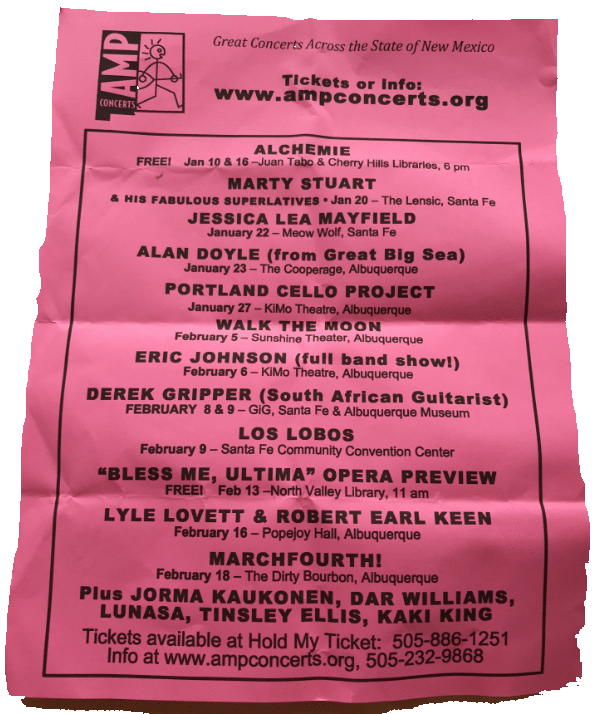 AMP
CONCERTS
Great Concerts Across the State of New Mexico
Tickets or Info:
www.ampconcerts.org
ALCHEMIE
FREE! Jan 10 & 16 –Juan Tabo & Cherry Hills Libraries, 6 pm
MARTY STUART
& HIS FABULOUS SUPERLATIVES • Jan 20 – The Lensic, Santa Fe
JESSICA LEA MAYFIELD
January 22 – Meow Wolf, Santa Fe
ALAN DOYLE (from Great Big Sea)
January 23 – The Cooperage, Albuquerque
PORTLAND CELLO PROJECT
January 27 – KiMo Theatre, Albuquerque
WALK THE MOON
February 5 – Sunshine Theater, Albuquerque
ERIC JOHNSON (full band show!)
February 6 – KiMo Theatre, Albuquerque
DEREK GRIPPER (South African Guitarist)
FEBRUARY 8 & 9 – GiG, Santa Fe & Albuquerque Museum
LOS LOBOS
February 9 – Santa Fe Community Convention Center
“BLESS ME, ULTIMA” OPERA PREVIEW
FREE! Feb 13 –North Valley Library, 11 am
LYLE LOVETT & ROBERT EARL KEEN
February 16 – Popejoy Hall, Albuquerque
MARCHFOURTH!
February 18 – The Dirty Bourbon, Albuquerque
Plus JORMA KAUKONEN, DAR WILLIAMS,
LUNASA, TINSLEY ELLIS, KAKI KING
Tickets available at Hold My Ticket: 505-886-1251
Info at www.ampconcerts.org, 505-232-9868